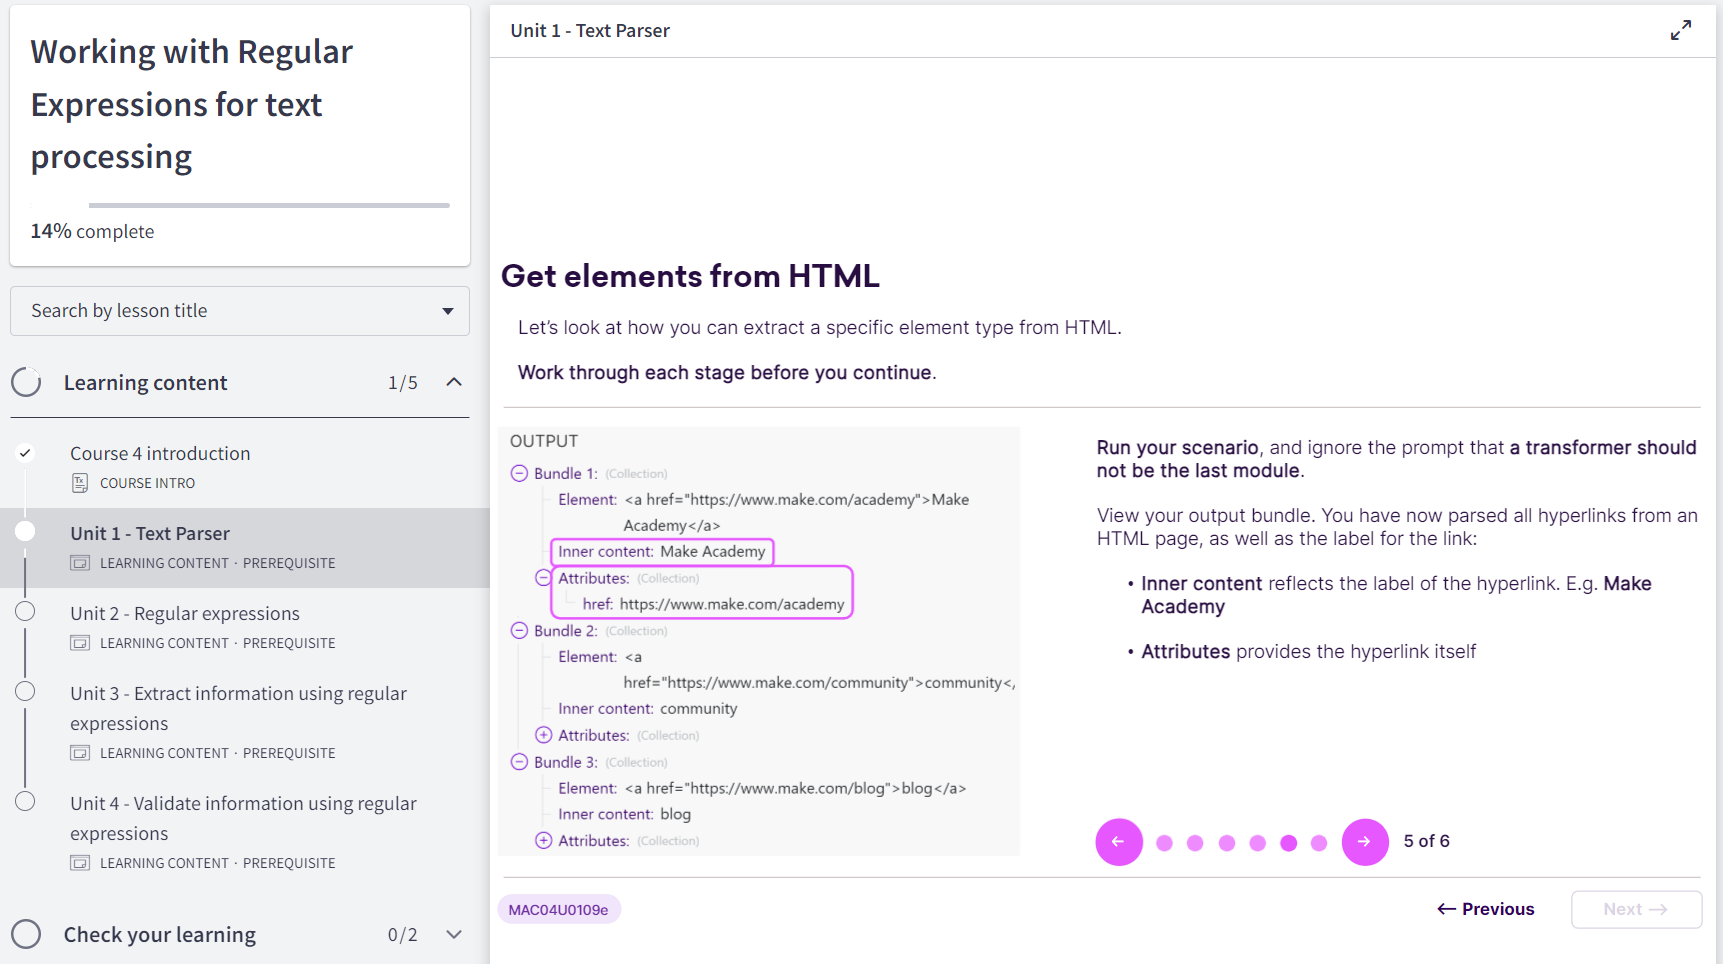 Working with Regular
Expressions for text
processing
14% complete
Search by lesson title
Learning content 1/5
Course 4 introduction
COURSE INTRO
Unit 1 - Text Parser
LEARNING CONTENT · PREREQUISITE
Unit 2 - Regular expressions
LEARNING CONTENT · PREREQUISITE
Unit 3 - Extract information using regular
expressions
LEARNING CONTENT · PREREQUISITE
Unit 4 - Validate information using regular
expressions
LEARNING CONTENT · PREREQUISITE
Check your learning 0/2
Unit 1 - Text Parser
Get elements from HTML
Let's look at how you can extract a specific element type from HTML.
Work through each stage before you continue.
OUTPUT
Bundle 1: (Collection)
Element: <a href="https://www.make.com/academy">Make
Academy</a>
Inner content: Make Academy
Attributes: (Collection)
href: https://www.make.com/academy
Bundle 2: (Collection)
Element: <a
href="https://www.make.com/community">community<,
Inner content: community
Attributes: (Collection)
Bundle 3: (Collection)
Element: <a href="https://www.make.com/blog">blog</a>
Inner content: blog
Attributes: (Collection)
Run your scenario, and ignore the prompt that a transformer should
not be the last module.
View your output bundle. You have now parsed all hyperlinks from an
HTML page, as well as the label for the link:
• Inner content reflects the label of the hyperlink. E.g. Make
Academy
• Attributes provides the hyperlink itself
← → 5 of 6
MAC04U0109e
← Previous
Next →